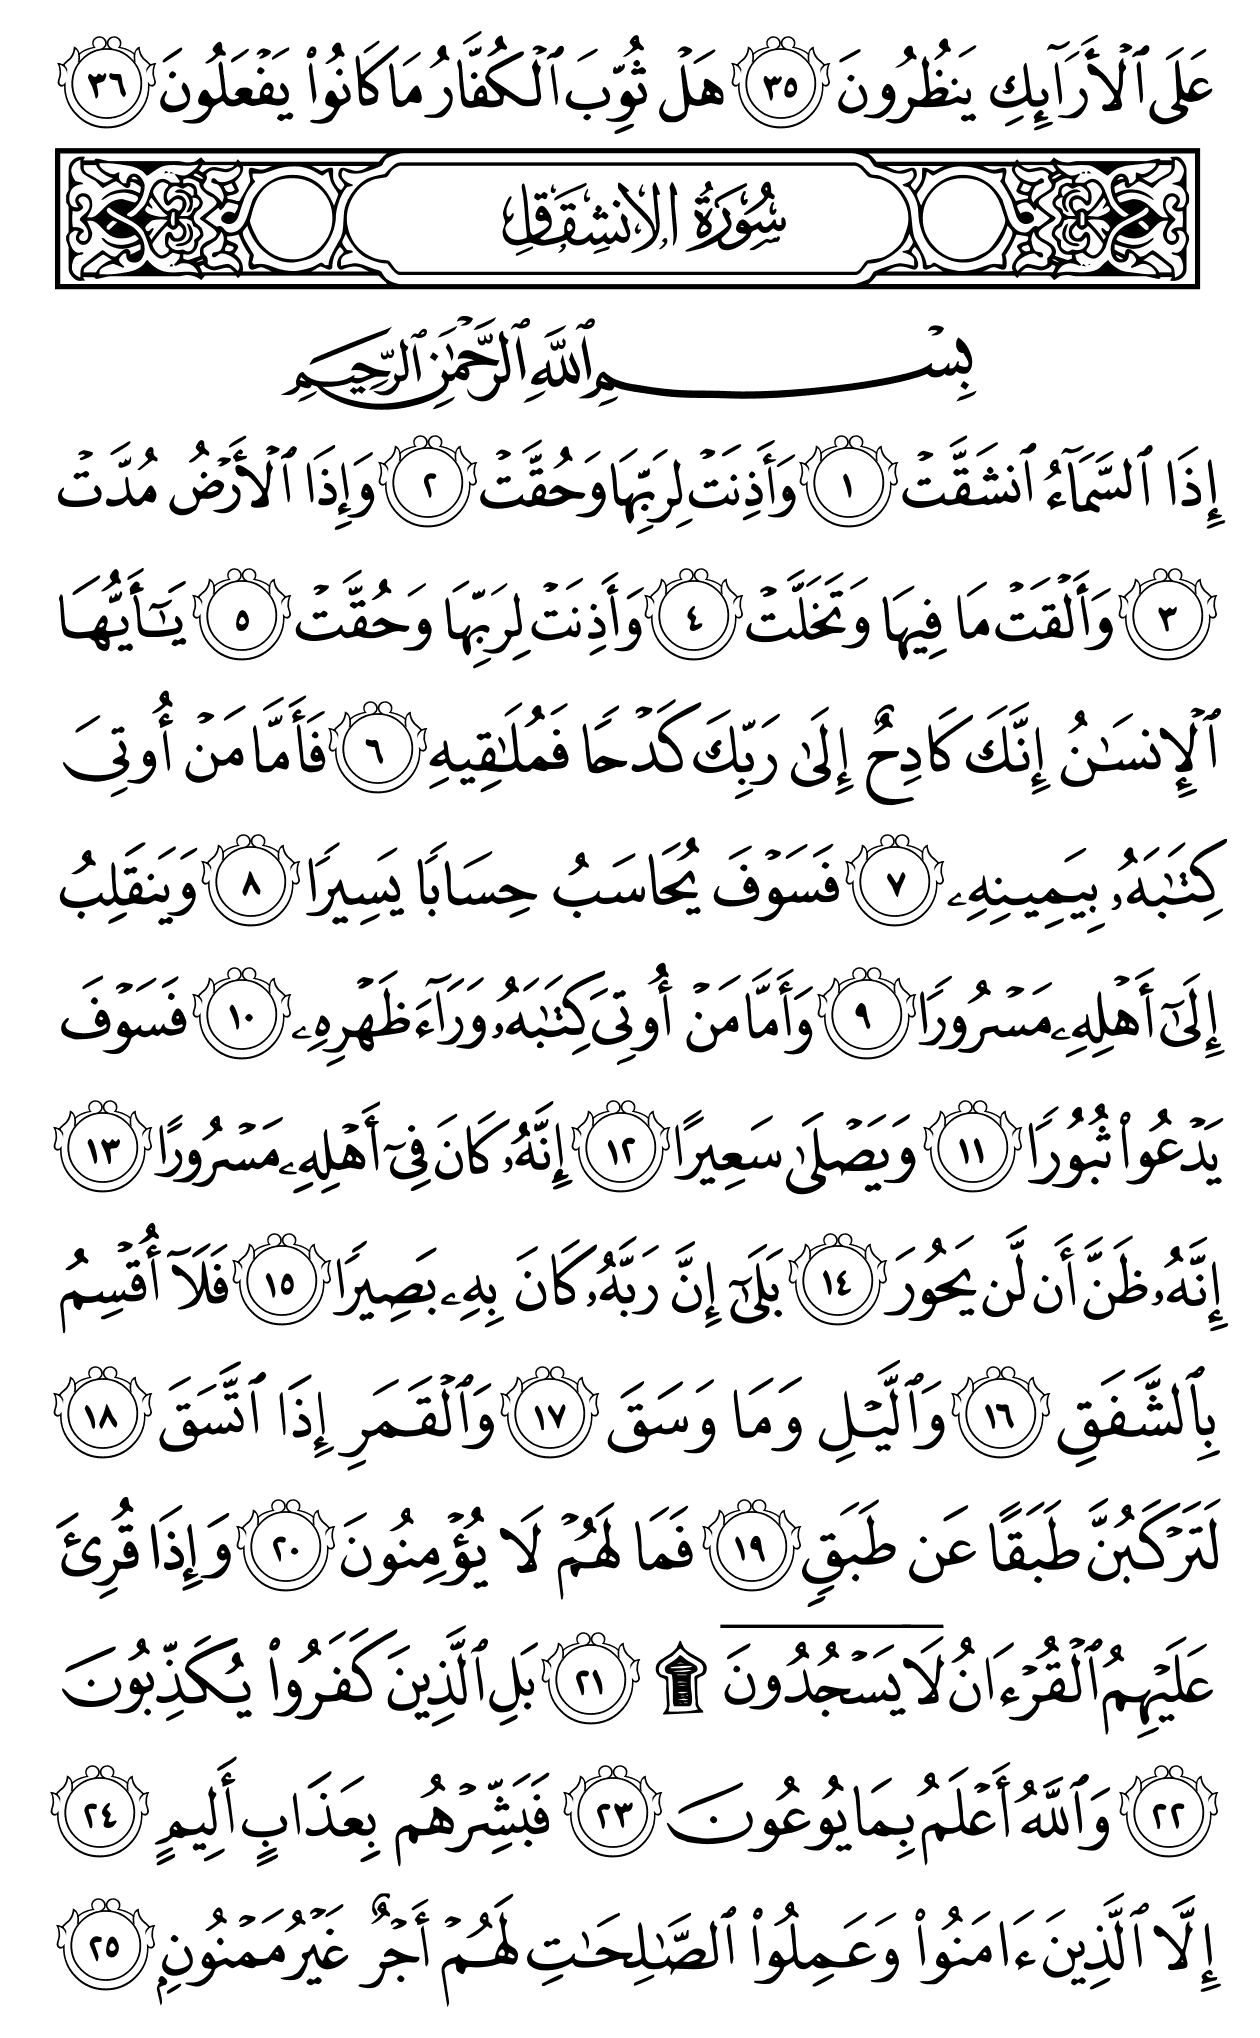 عَلَى ٱلْأَرَآئِكِ يَنظُرُونَ ٣٥ هَلْ ثُوِّبَ ٱلْكُفَّارُ مَا كَانُوا۟ يَفْعَلُونَ ٣٦
سُورَةُ الانشِقَاقِ
بِسْمِ ٱللَّهِ ٱلرَّحْمَٰنِ ٱلرَّحِيمِ
إِذَا ٱلسَّمَآءُ ٱنشَقَّتْ ١ وَأَذِنَتْ لِرَبِّهَا وَحُقَّتْ ٢ وَإِذَا ٱلْأَرْضُ مُدَّتْ
٣ وَأَلْقَتْ مَا فِيهَا وَتَخَلَّتْ ٤ وَأَذِنَتْ لِرَبِّهَا وَحُقَّتْ ٥ يَٰٓأَيُّهَا
ٱلْإِنسَٰنُ إِنَّكَ كَادِحٌ إِلَىٰ رَبِّكَ كَدْحًا فَمُلَٰقِيهِ ٦ فَأَمَّا مَنْ أُوتِىَ
كِتَٰبَهُۥ بِيَمِينِهِۦ ٧ فَسَوْفَ يُحَاسَبُ حِسَابًا يَسِيرًا ٨ وَيَنقَلِبُ
إِلَىٰٓ أَهْلِهِۦ مَسْرُورًا ٩ وَأَمَّا مَنْ أُوتِىَ كِتَٰبَهُۥ وَرَآءَ ظَهْرِهِۦ ١٠ فَسَوْفَ
يَدْعُوا۟ ثُبُورًا ١١ وَيَصْلَىٰ سَعِيرًا ١٢ إِنَّهُۥ كَانَ فِىٓ أَهْلِهِۦ مَسْرُورًا ١٣
إِنَّهُۥ ظَنَّ أَن لَّن يَحُورَ ١٤ بَلَىٰٓ إِنَّ رَبَّهُۥ كَانَ بِهِۦ بَصِيرًا ١٥ فَلَآ أُقْسِمُ
بِٱلشَّفَقِ ١٦ وَٱلَّيْلِ وَمَا وَسَقَ ١٧ وَٱلْقَمَرِ إِذَا ٱتَّسَقَ ١٨
لَتَرْكَبُنَّ طَبَقًا عَن طَبَقٍ ١٩ فَمَا لَهُمْ لَا يُؤْمِنُونَ ٢٠ وَإِذَا قُرِئَ
عَلَيْهِمُ ٱلْقُرْءَانُ لَا يَسْجُدُونَ ۩ ٢١ بَلِ ٱلَّذِينَ كَفَرُوا۟ يُكَذِّبُونَ
٢٢ وَٱللَّهُ أَعْلَمُ بِمَا يُوعُونَ ٢٣ فَبَشِّرْهُم بِعَذَابٍ أَلِيمٍ ٢٤
إِلَّا ٱلَّذِينَ ءَامَنُوا۟ وَعَمِلُوا۟ ٱلصَّٰلِحَٰتِ لَهُمْ أَجْرٌ غَيْرُ مَمْنُونٍۭ ٢٥